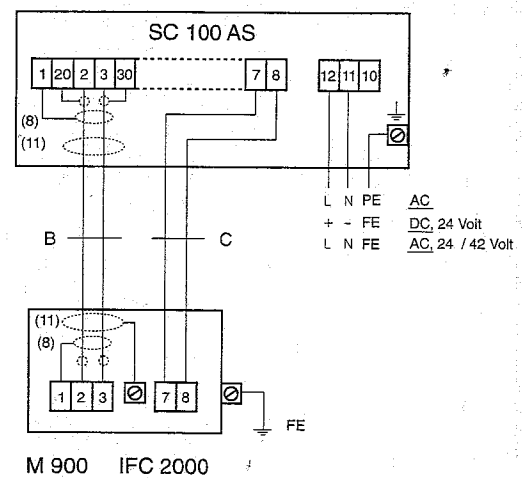 SC 100 AS
1 20 2 3 30 7 8 12 11 10
(8)
(11)
L N PE AC
+ - FE DC, 24 Volt
B C L N FE AC, 24 / 42 Volt
(11)
(8)
1 2 3 7 8
FE
M 900 IFC 2000